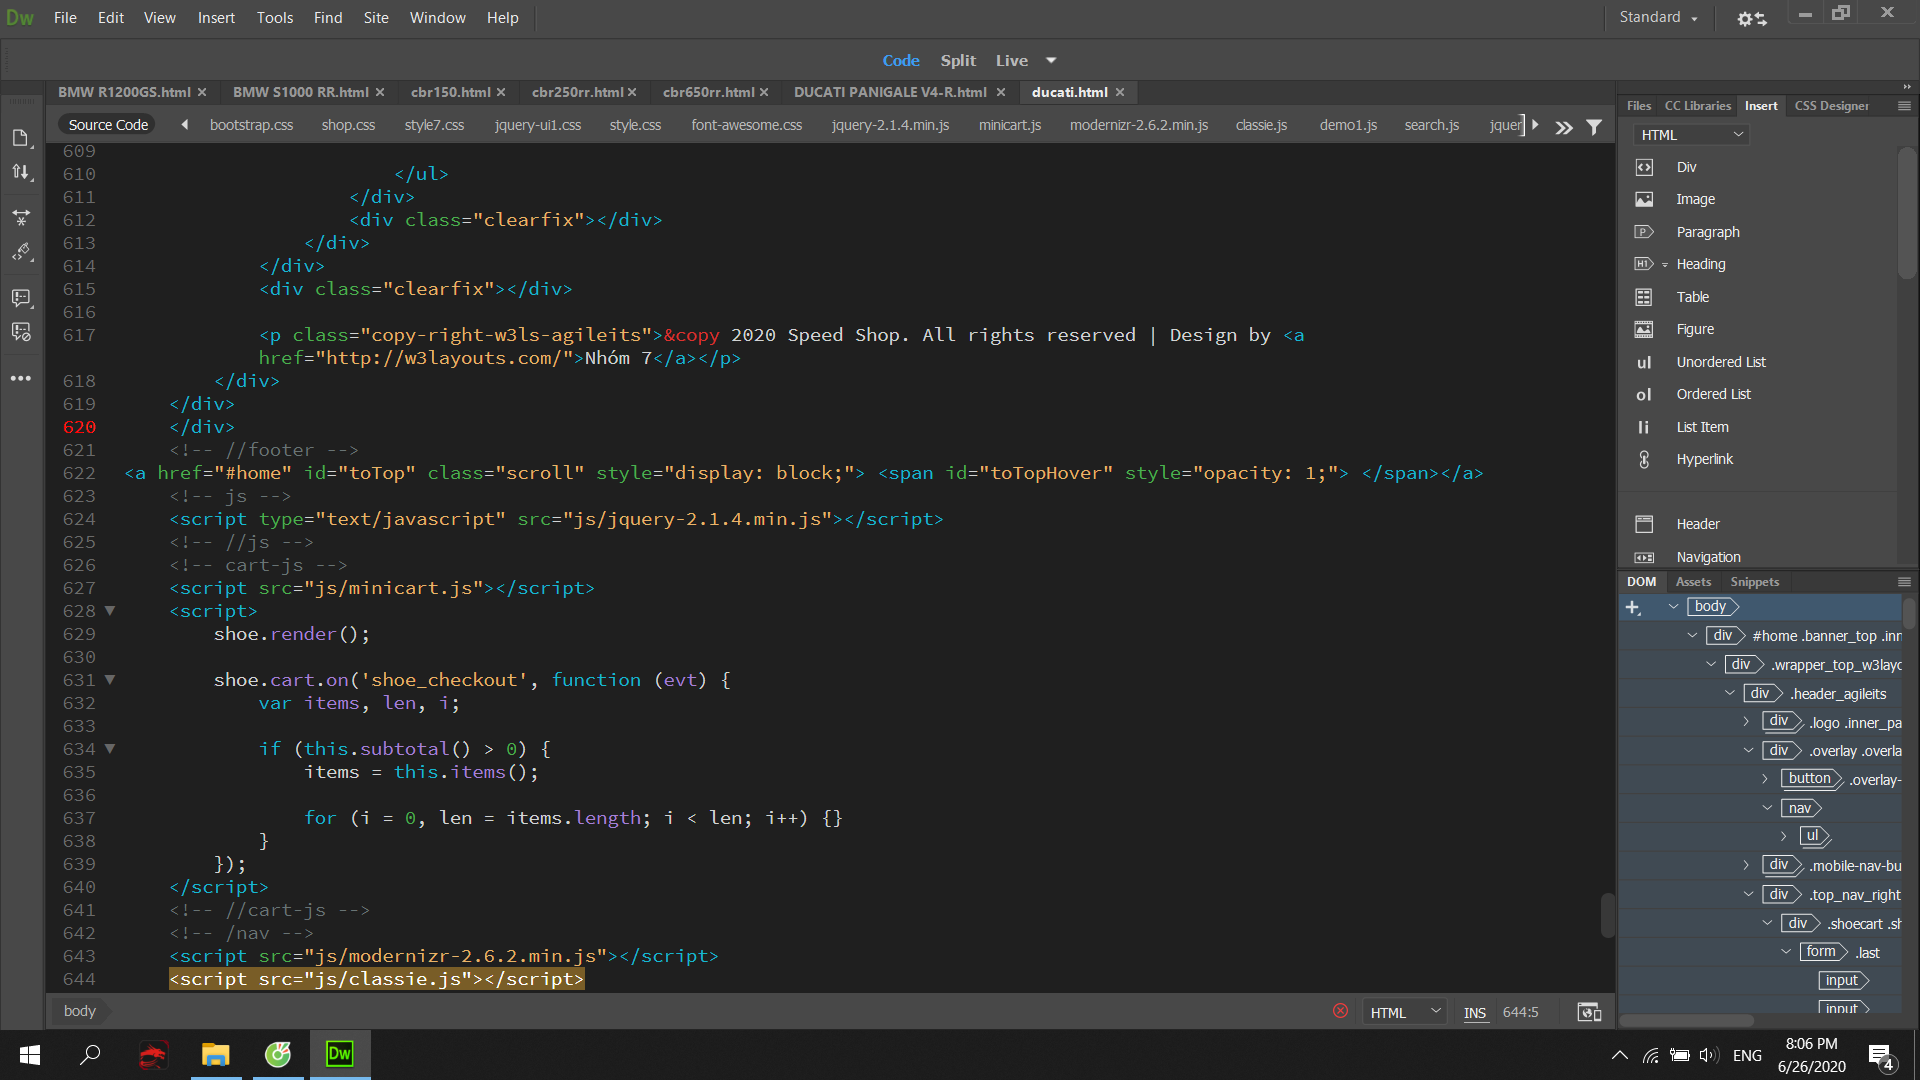 Dw File Edit View Insert Tools Find Site Window Help Standard
Code Split Live
BMW R1200GS.html BMW S1000 RR.html cbr150.html cbr250rr.html cbr650rr.html DUCATI PANIGALE V4-R.html ducati.html
Source Code bootstrap.css shop.css style7.css jquery-ui1.css style.css font-awesome.css jquery-2.1.4.min.js minicart.js modernizr-2.6.2.min.js classie.js demo1.js search.js jquer
609
610 </ul>
611 </div>
612 <div class="clearfix"></div>
613 </div>
614 </div>
615 <div class="clearfix"></div>
616
617 <p class="copy-right-w3ls-agileits">&copy 2020 Speed Shop. All rights reserved | Design by <a
href="http://w3layouts.com/">Nhóm 7</a></p>
618 </div>
619 </div>
620 </div>
621 <!-- //footer -->
622 <a href="#home" id="toTop" class="scroll" style="display: block;"> <span id="toTopHover" style="opacity: 1;"> </span></a>
623 <!-- js -->
624 <script type="text/javascript" src="js/jquery-2.1.4.min.js"></script>
625 <!-- //js -->
626 <!-- cart-js -->
627 <script src="js/minicart.js"></script>
628 <script>
629 shoe.render();
630
631 shoe.cart.on('shoe_checkout', function (evt) {
632 var items, len, i;
633
634 if (this.subtotal() > 0) {
635 items = this.items();
636
637 for (i = 0, len = items.length; i < len; i++) {}
638 }
639 });
640 </script>
641 <!-- //cart-js -->
642 <!-- /nav -->
643 <script src="js/modernizr-2.6.2.min.js"></script>
644 <script src="js/classie.js"></script>
body HTML INS 644:5
Files CC Libraries Insert CSS Designer
HTML
Div
Image
P Paragraph
H1 Heading
Table
Figure
ul Unordered List
ol Ordered List
li List Item
Hyperlink
Header
Navigation
DOM Assets Snippets
body
div #home .banner_top .inn
div .wrapper_top_w3layo
div .header_agileits
div .logo .inner_pa
div .overlay .overla
button .overlay-
nav
ul
div .mobile-nav-bu
div .top_nav_right
div .shoecart .sh
form .last
input
input
Dw ENG 8:06 PM
6/26/2020 4